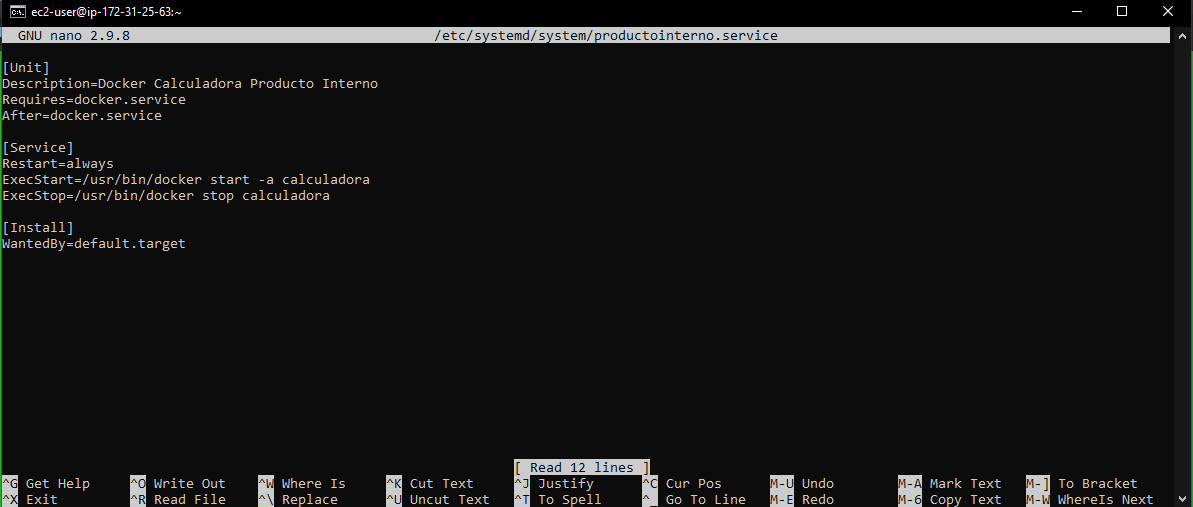 ec2-user@ip-172-31-25-63:~
GNU nano 2.9.8 /etc/systemd/system/productointerno.service
[Unit]
Description=Docker Calculadora Producto Interno
Requires=docker.service
After=docker.service
[Service]
Restart=always
ExecStart=/usr/bin/docker start -a calculadora
ExecStop=/usr/bin/docker stop calculadora
[Install]
WantedBy=default.target
[ Read 12 lines ]
^G Get Help ^O Write Out ^W Where Is ^K Cut Text ^J Justify ^C Cur Pos M-U Undo M-A Mark Text M-] To Bracket
^X Exit ^R Read File ^\ Replace ^U Uncut Text ^T To Spell ^_ Go To Line M-E Redo M-6 Copy Text M-W WhereIs Next